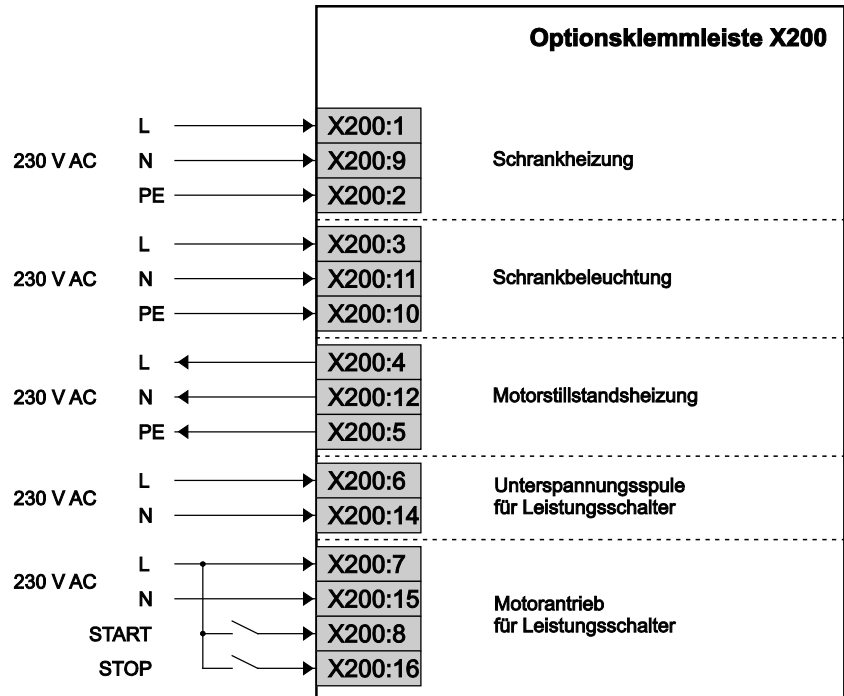 Optionsklemmleiste X200
L X200:1
230 V AC N X200:9 Schrankheizung
PE X200:2
L X200:3
230 V AC N X200:11 Schrankbeleuchtung
PE X200:10
L X200:4
230 V AC N X200:12 Motorstillstandsheizung
PE X200:5
L X200:6
230 V AC Unterspannungsspule
N X200:14 für Leistungsschalter
L X200:7
230 V AC
N X200:15 Motorantrieb
START X200:8 für Leistungsschalter
STOP X200:16